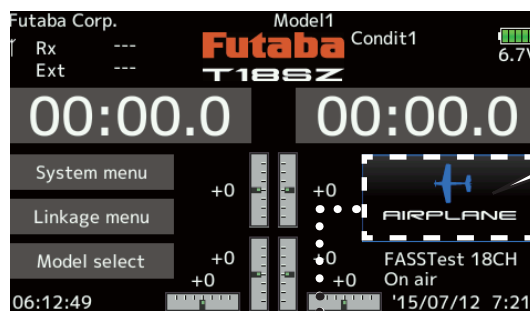 Futaba Corp. Model1
Rx --- Futaba Condit1
Ext --- T18SZ 6.7V
00:00.0 00:00.0
System menu
+0 +0
Linkage menu AIRPLANE
Model select +0 +0 FASSTest 18CH
+0 +0 On air
06:12:49 '15/07/12 7:21